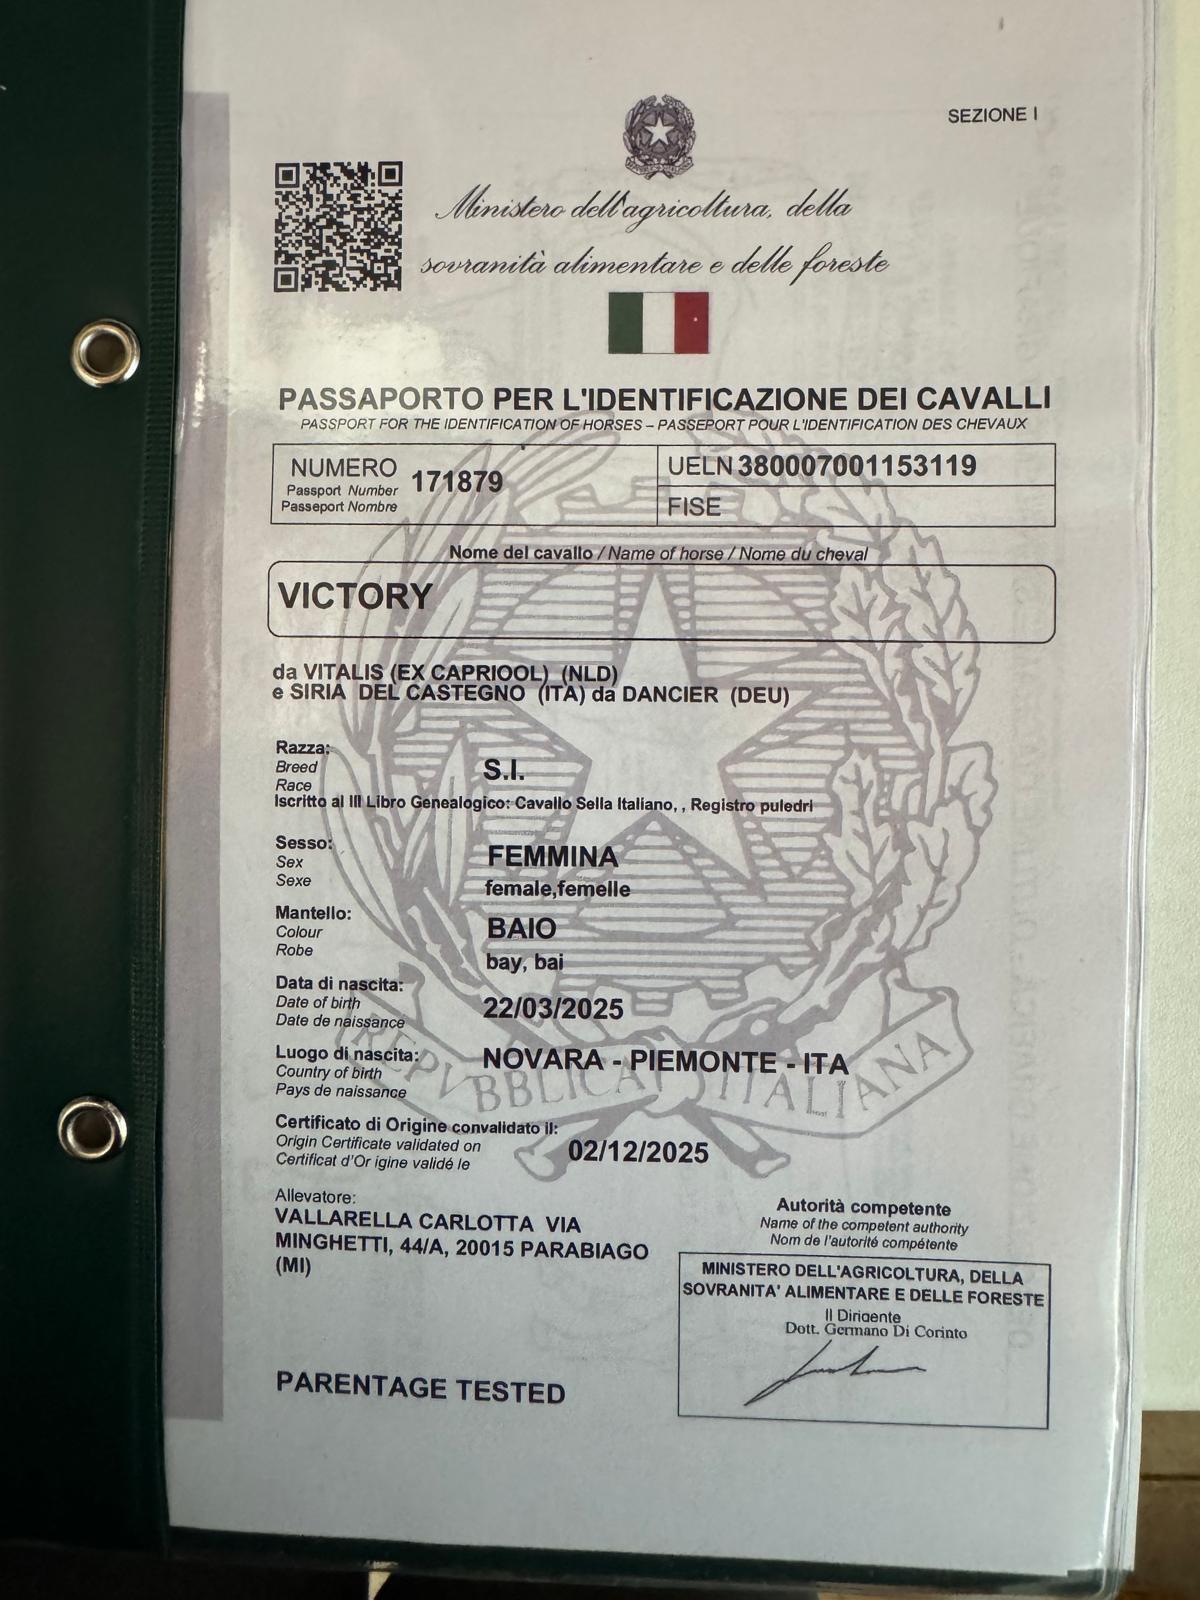 SEZIONE I
Ministero dell'agricoltura, della
sovranità alimentare e delle foreste
PASSAPORTO PER L'IDENTIFICAZIONE DEI CAVALLI
PASSPORT FOR THE IDENTIFICATION OF HORSES – PASSEPORT POUR L'IDENTIFICATION DES CHEVAUX
NUMERO
Passport Number
Passeport Nombre
171879
UELN 380007001153119
FISE
Nome del cavallo / Name of horse / Nome du cheval
VICTORY
da VITALIS (EX CAPRIOOL) (NLD)
e SIRIA DEL CASTEGNO (ITA) da DANCIER (DEU)
Razza:
Breed
Race
S.I.
Iscritto al III Libro Genealogico: Cavallo Sella Italiano, , Registro puledri
Sesso:
Sex
Sexe
FEMMINA
female,femelle
Mantello:
Colour
Robe
BAIO
bay, bai
Data di nascita:
Date of birth
Date de naissance
22/03/2025
Luogo di nascita:
Country of birth
Pays de naissance
NOVARA - PIEMONTE - ITA
REPVBBLICA ITALIANA
Certificato di Origine convalidato il:
Origin Certificate validated on
Certificat d'Or igine validé le
02/12/2025
Allevatore:
VALLARELLA CARLOTTA VIA
MINGHETTI, 44/A, 20015 PARABIAGO
(MI)
Autorità competente
Name of the competent authority
Nom de l'autorité compétente
MINISTERO DELL'AGRICOLTURA, DELLA
SOVRANITA' ALIMENTARE E DELLE FORESTE
Il Dirigente
Dott. Germano Di Corinto
PARENTAGE TESTED